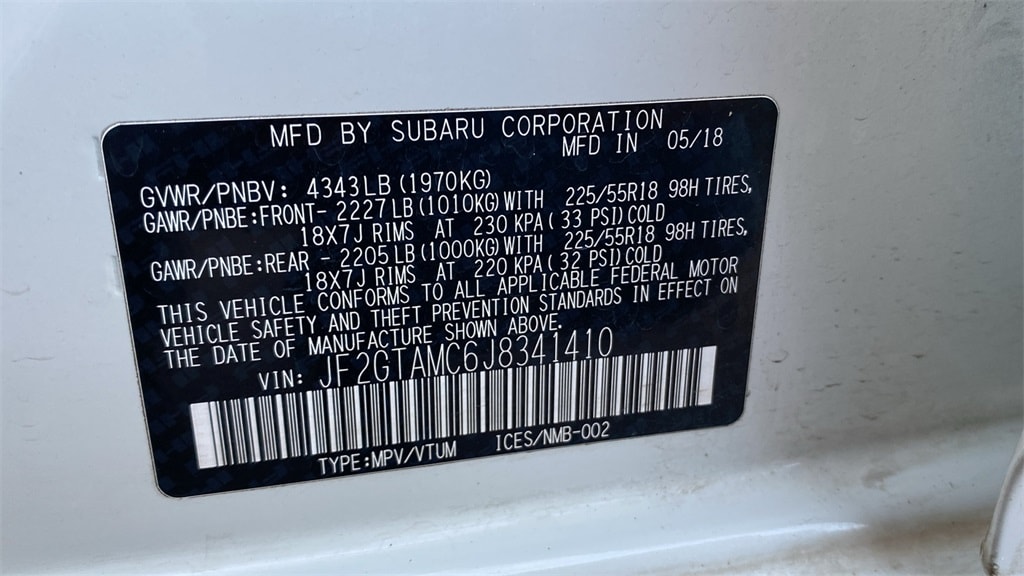 MFD BY SUBARU CORPORATION
MFD IN 05/18
GVWR/PNBV: 4343LB (1970KG)
GAWR/PNBE:FRONT- 2227LB (1010KG) WITH 225/55R18 98H TIRES,
18X7J RIMS AT 230 KPA (33 PSI) COLD
GAWR/PNBE:REAR - 2205LB (1000KG) WITH 225/55R18 98H TIRES,
18X7J RIMS AT 220 KPA (32 PSI) COLD
THIS VEHICLE CONFORMS TO ALL APPLICABLE FEDERAL MOTOR
VEHICLE SAFETY AND THEFT PREVENTION STANDARDS IN EFFECT ON
THE DATE OF MANUFACTURE SHOWN ABOVE.
VIN: JF2GTAMC6J8341410
TYPE:MPV/VTUM ICES/NMB-002